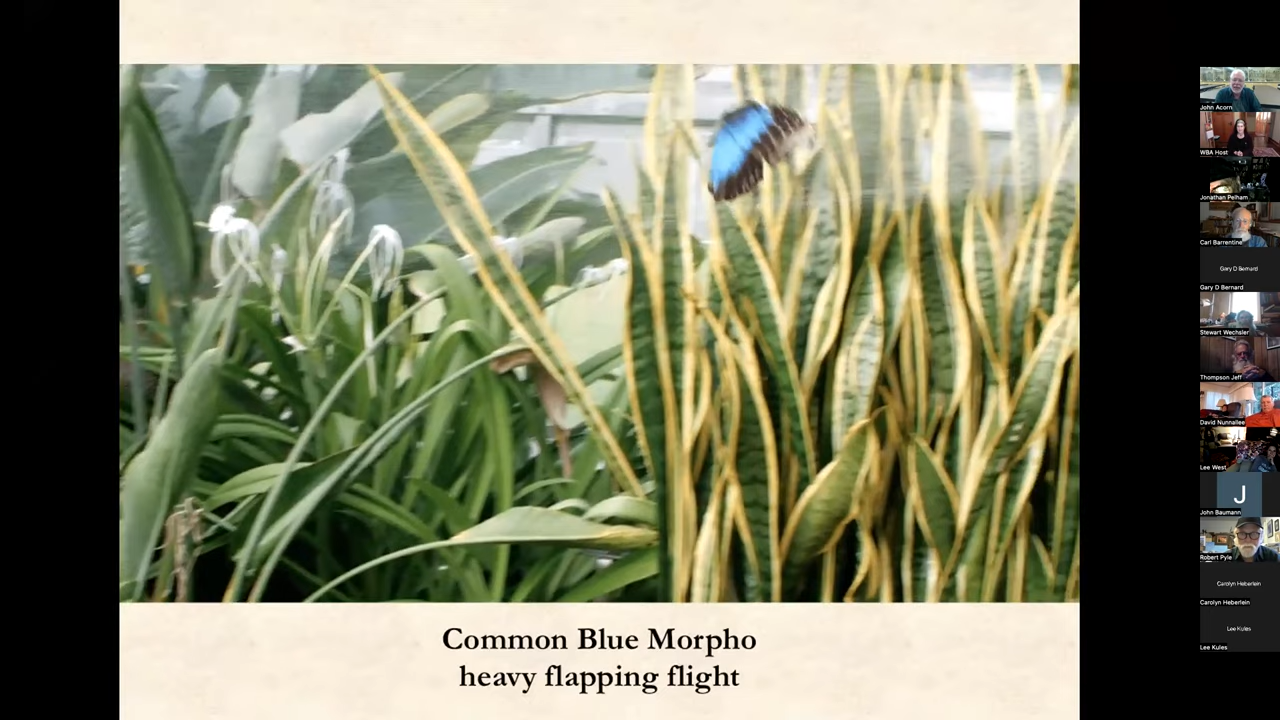 Common Blue Morpho
heavy flapping flight
John Acorn
WBA Host
Jonathan Pelham
Carl Barrentine
Gary D Bernard
Gary D Bernard
Stewart Wechsler
Thompson Jeff
David Nunnallee
Lee West
J
John Baumann
Robert Pyle
Carolyn Heberlein
Carolyn Heberlein
Lee Kules
Lee Kules